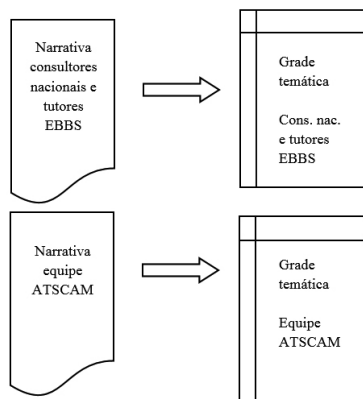 Narrativa
consultores
nacionais e
tutores
EBBS
Grade
temática
Cons. nac.
e tutores
EBBS
Narrativa
equipe
ATSCAM
Grade
temática
Equipe
ATSCAM